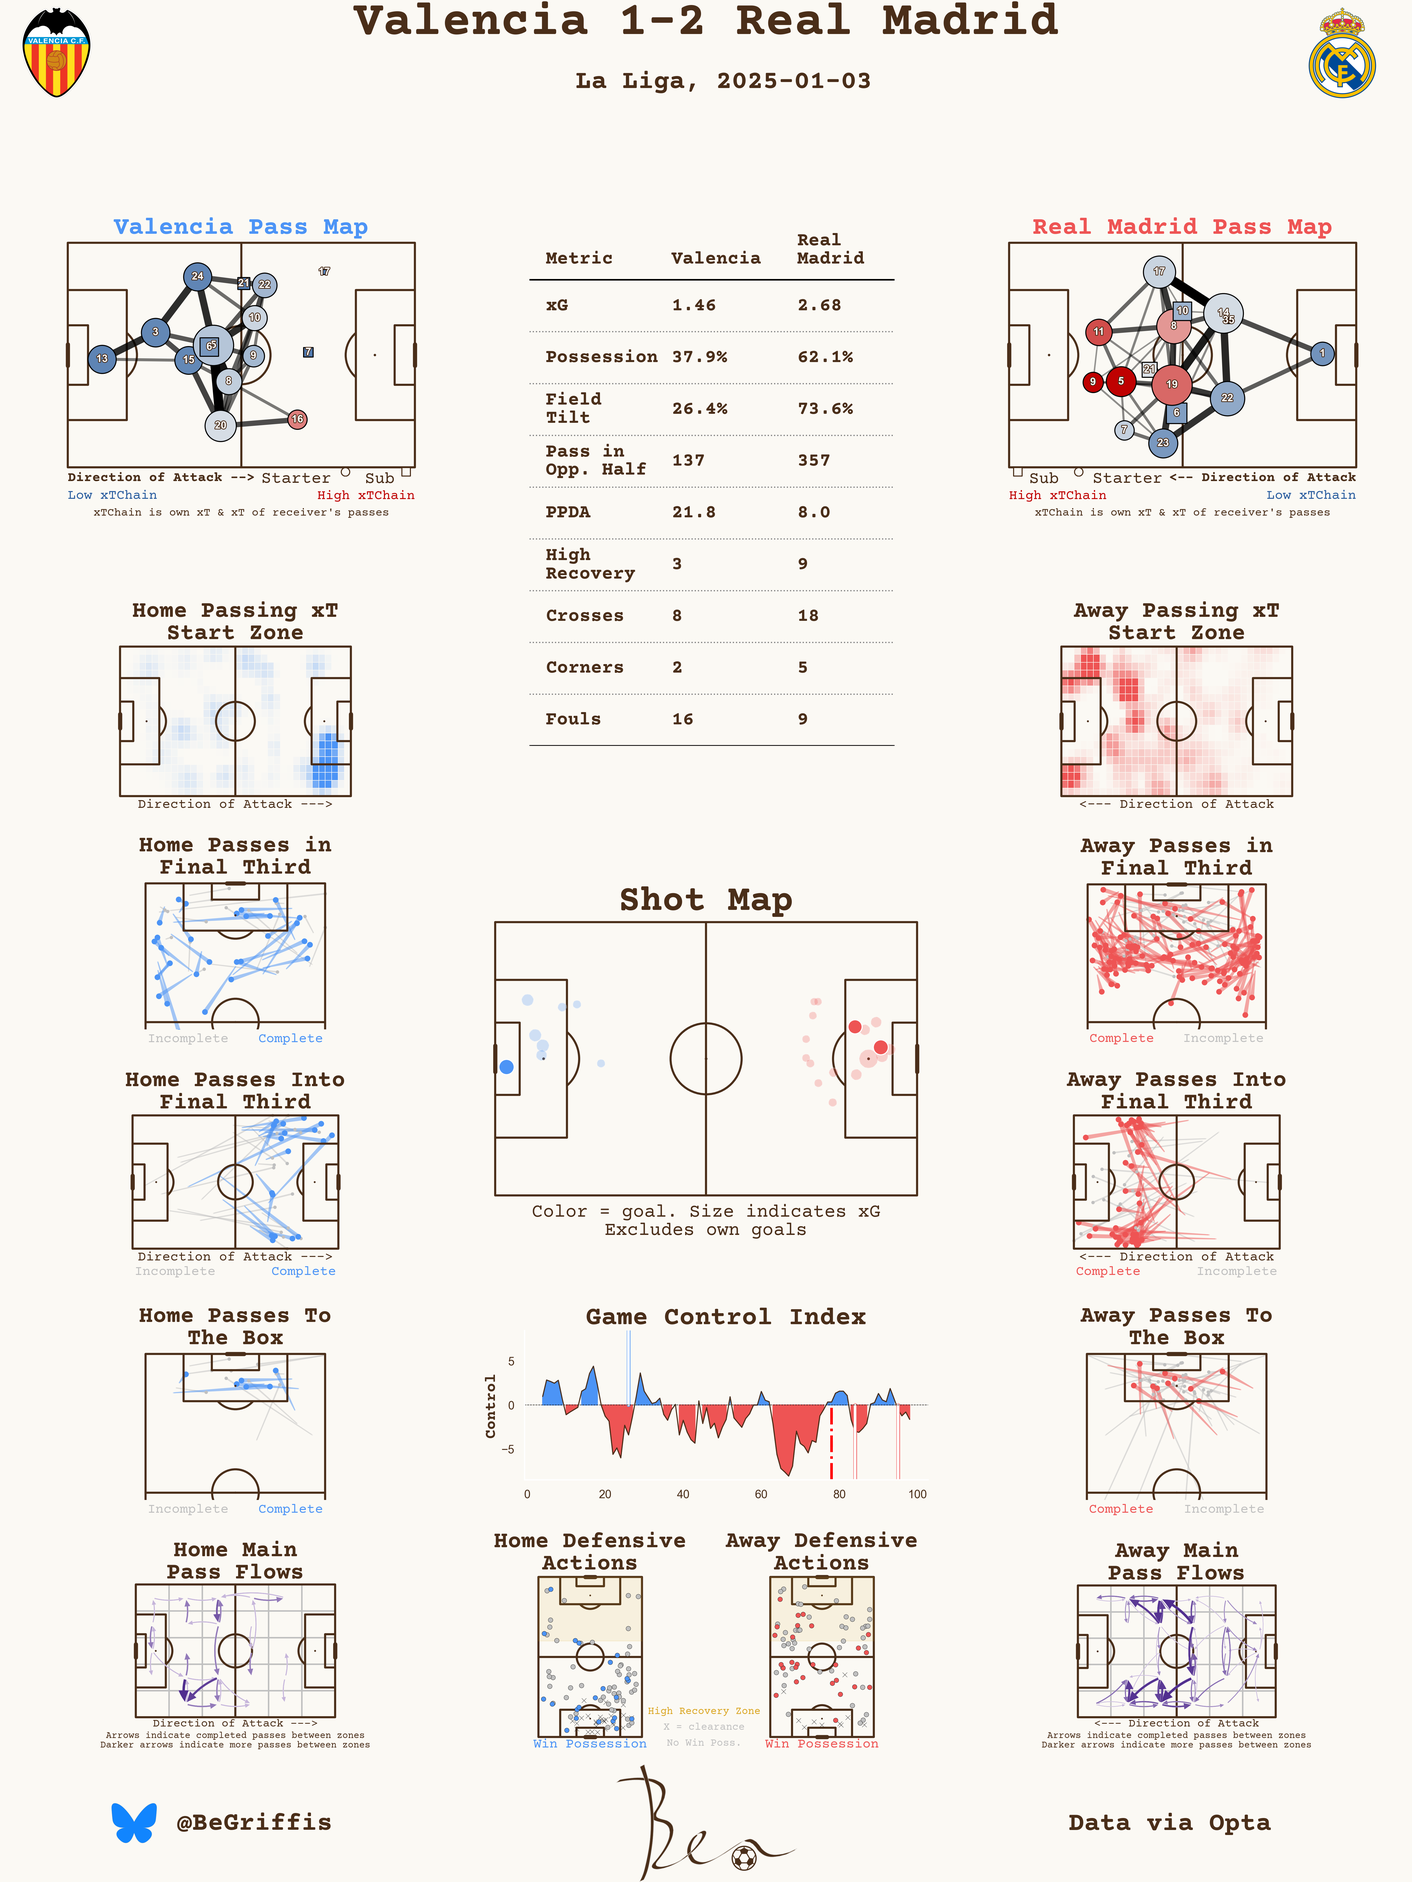 Valencia 1-2 Real Madrid
La Liga, 2025-01-03
VALENCIA C.F.
Valencia Pass Map
24
21
22
17
10
3
6
5
13
15
9
7
8
20
16
Direction of Attack --> Starter Sub
Low xTChain High xTChain
xTChain is own xT & xT of receiver's passes
Metric Valencia Real Madrid
xG 1.46 2.68
Possession 37.9% 62.1%
Field Tilt 26.4% 73.6%
Pass in Opp. Half 137 357
PPDA 21.8 8.0
High Recovery 3 9
Crosses 8 18
Corners 2 5
Fouls 16 9
Real Madrid Pass Map
17
10
14
35
11
8
1
21
9
5
19
22
6
7
23
Sub Starter <-- Direction of Attack
High xTChain Low xTChain
xTChain is own xT & xT of receiver's passes
Home Passing xT
Start Zone
Direction of Attack --->
Away Passing xT
Start Zone
<--- Direction of Attack
Home Passes in
Final Third
Incomplete Complete
Away Passes in
Final Third
Complete Incomplete
Shot Map
Color = goal. Size indicates xG
Excludes own goals
Home Passes Into
Final Third
Direction of Attack --->
Incomplete Complete
Away Passes Into
Final Third
<--- Direction of Attack
Complete Incomplete
Home Passes To
The Box
Incomplete Complete
Game Control Index
Control
5
0
−5
0 20 40 60 80 100
Away Passes To
The Box
Complete Incomplete
Home Main
Pass Flows
Direction of Attack --->
Arrows indicate completed passes between zones
Darker arrows indicate more passes between zones
Home Defensive
Actions
Win Possession
Away Defensive
Actions
Win Possession
High Recovery Zone
X = clearance
No Win Poss.
Away Main
Pass Flows
<--- Direction of Attack
Arrows indicate completed passes between zones
Darker arrows indicate more passes between zones
@BeGriffis
Ben
Data via Opta